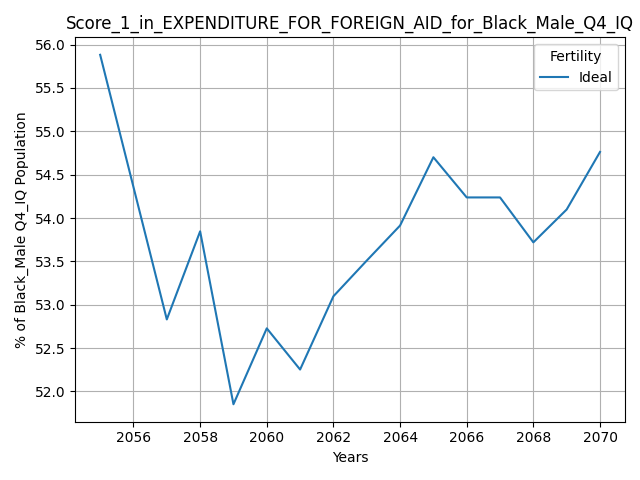 Score_1_in_EXPENDITURE_FOR_FOREIGN_AID_for_Black_Male_Q4_IQ
Fertility
Ideal
56.0
55.5
55.0
54.5
54.0
53.5
53.0
52.5
52.0
% of Black_Male Q4_IQ Population
2056 2058 2060 2062 2064 2066 2068 2070
Years